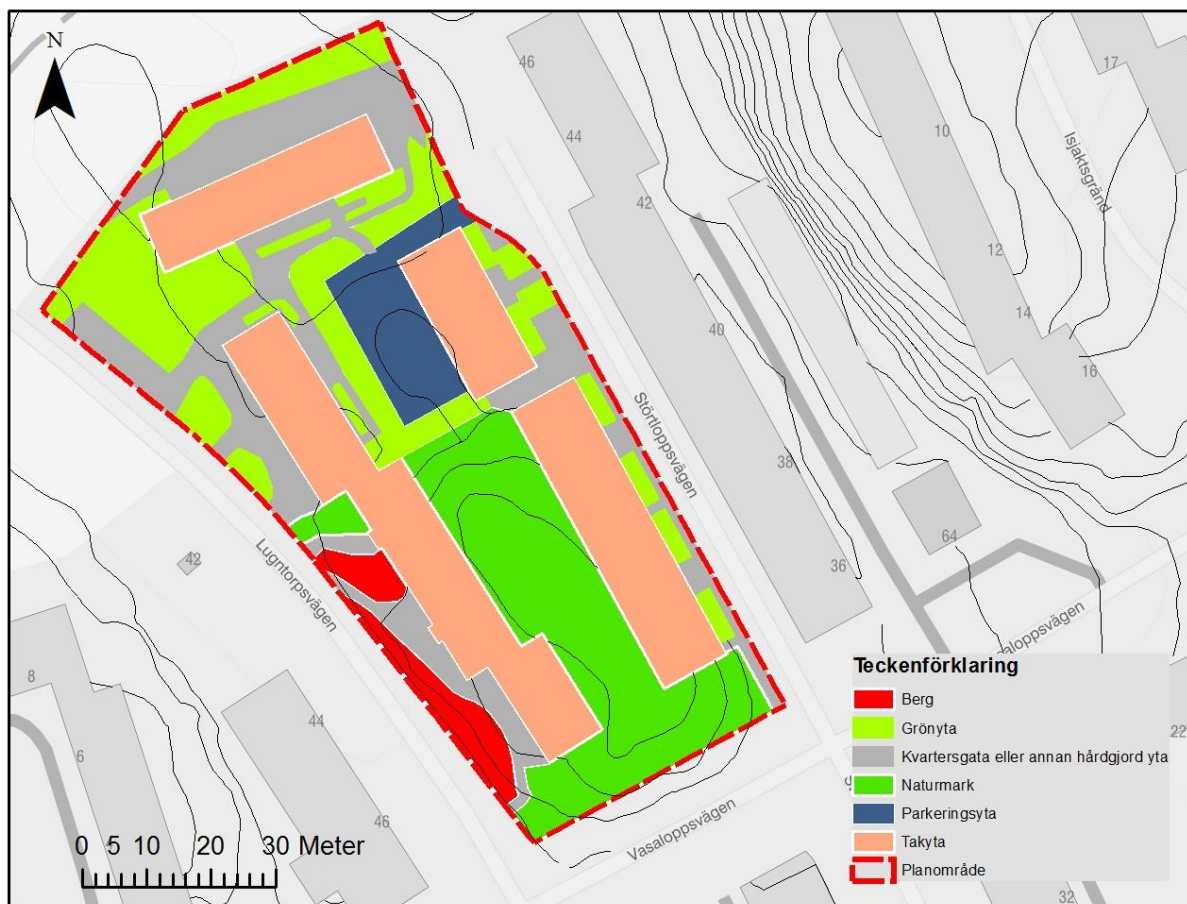 N
46
44
42
40
38
36
10
12
14
16
17
Isjaktsgränd
Störtloppsvägen
64
42
Lugntorpsvägen
8
6
44
46
Vasaloppsvägen
aloppsvägen
22
32
Teckenförklaring
Berg
Grönyta
Kvartersgata eller annan hårdgjord yta
Naturmark
Parkeringsyta
Takyta
Planområde
0 5 10 20 30 Meter